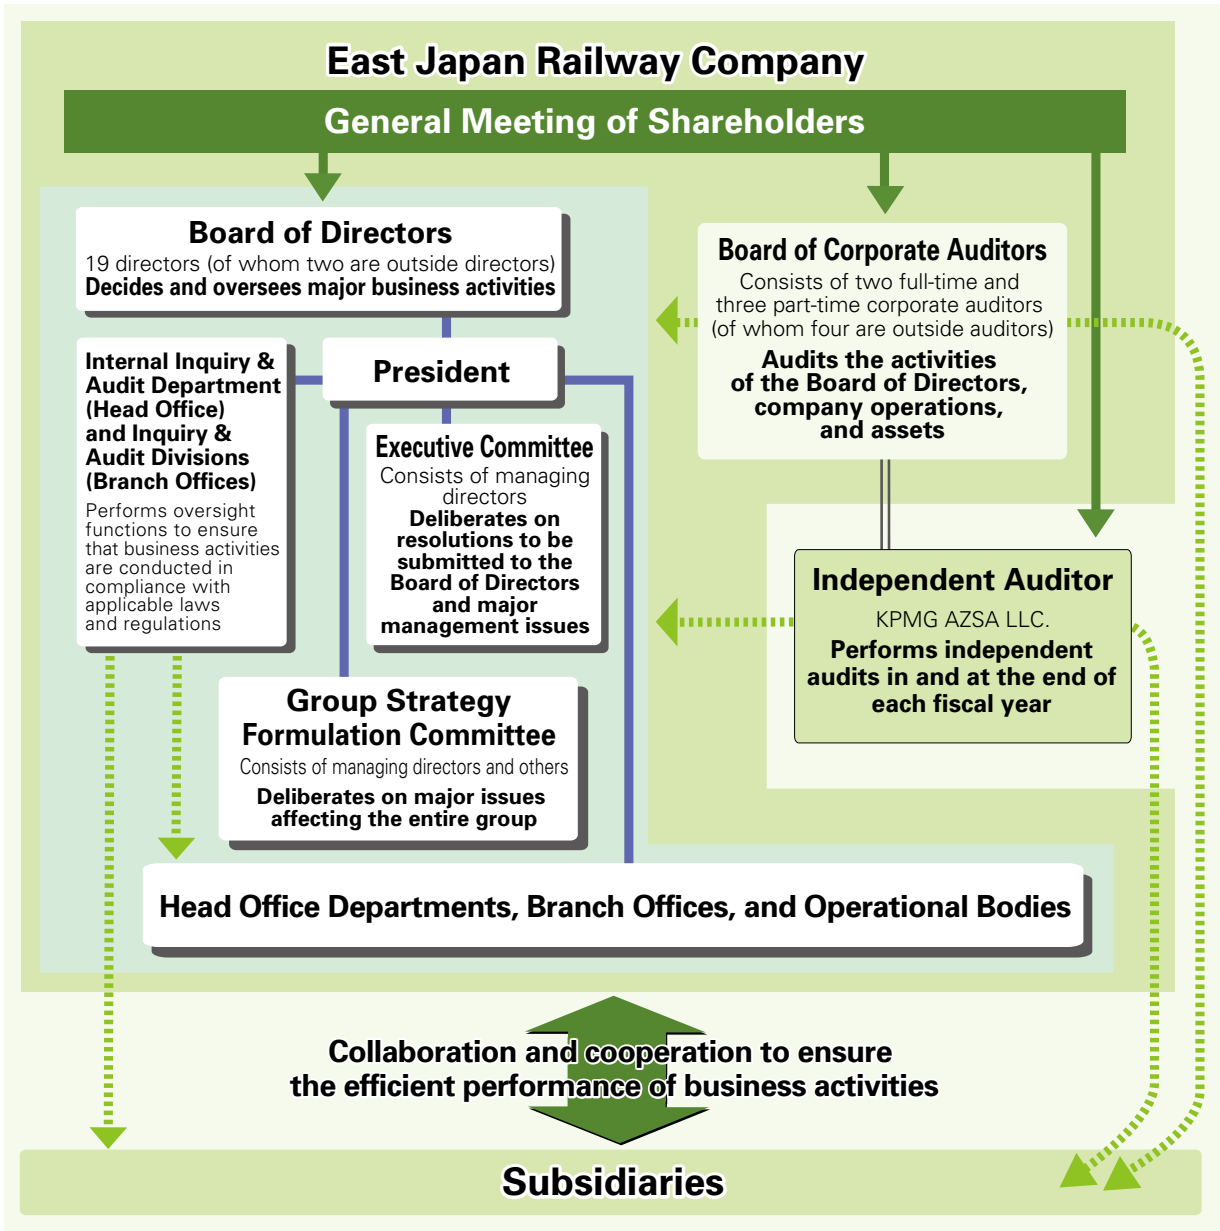 East Japan Railway Company
General Meeting of Shareholders
Board of Directors
19 directors (of whom two are outside directors)
Decides and oversees major business activities
Board of Corporate Auditors
Consists of two full-time and
three part-time corporate auditors
(of whom four are outside auditors)
Audits the activities
of the Board of Directors,
company operations,
and assets
Internal Inquiry &
Audit Department
(Head Office)
and Inquiry &
Audit Divisions
(Branch Offices)
Performs oversight
functions to ensure
that business activities
are conducted in
compliance with
applicable laws
and regulations
President
Executive Committee
Consists of managing
directors
Deliberates on
resolutions to be
submitted to the
Board of Directors
and major
management issues
Independent Auditor
KPMG AZSA LLC.
Performs independent
audits in and at the end of
each fiscal year
Group Strategy
Formulation Committee
Consists of managing directors and others
Deliberates on major issues
affecting the entire group
Head Office Departments, Branch Offices, and Operational Bodies
Collaboration and cooperation to ensure
the efficient performance of business activities
Subsidiaries